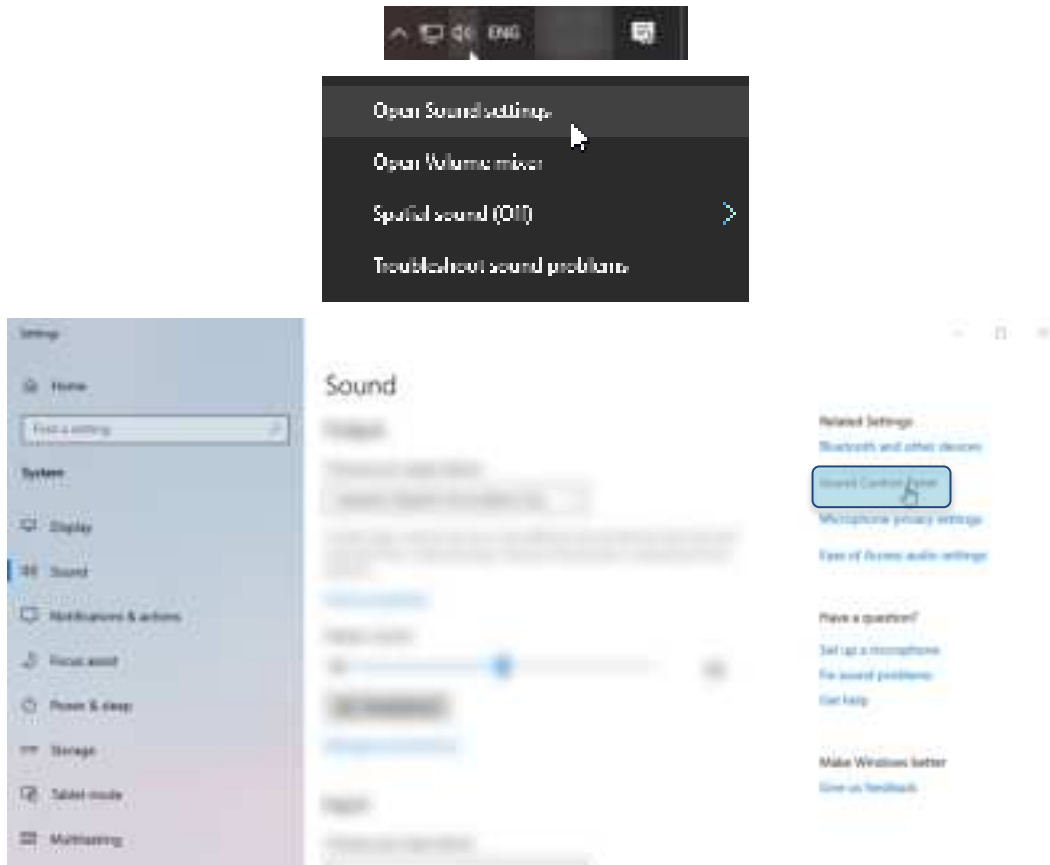 ENG
Open Sound settings
Open Volume mixer
Spatial sound (Off)
Troubleshoot sound problems
Settings
Home
Find a setting
System
Display
Sound
Notifications & actions
Focus assist
Power & sleep
Storage
Tablet mode
Multitasking
Sound
Output
Input
Related Settings
Bluetooth and other devices
Sound Control Panel
Microphone privacy settings
Ease of Access audio settings
Have a question?
Set up a microphone
Fix sound problems
Get help
Make Windows better
Give us feedback